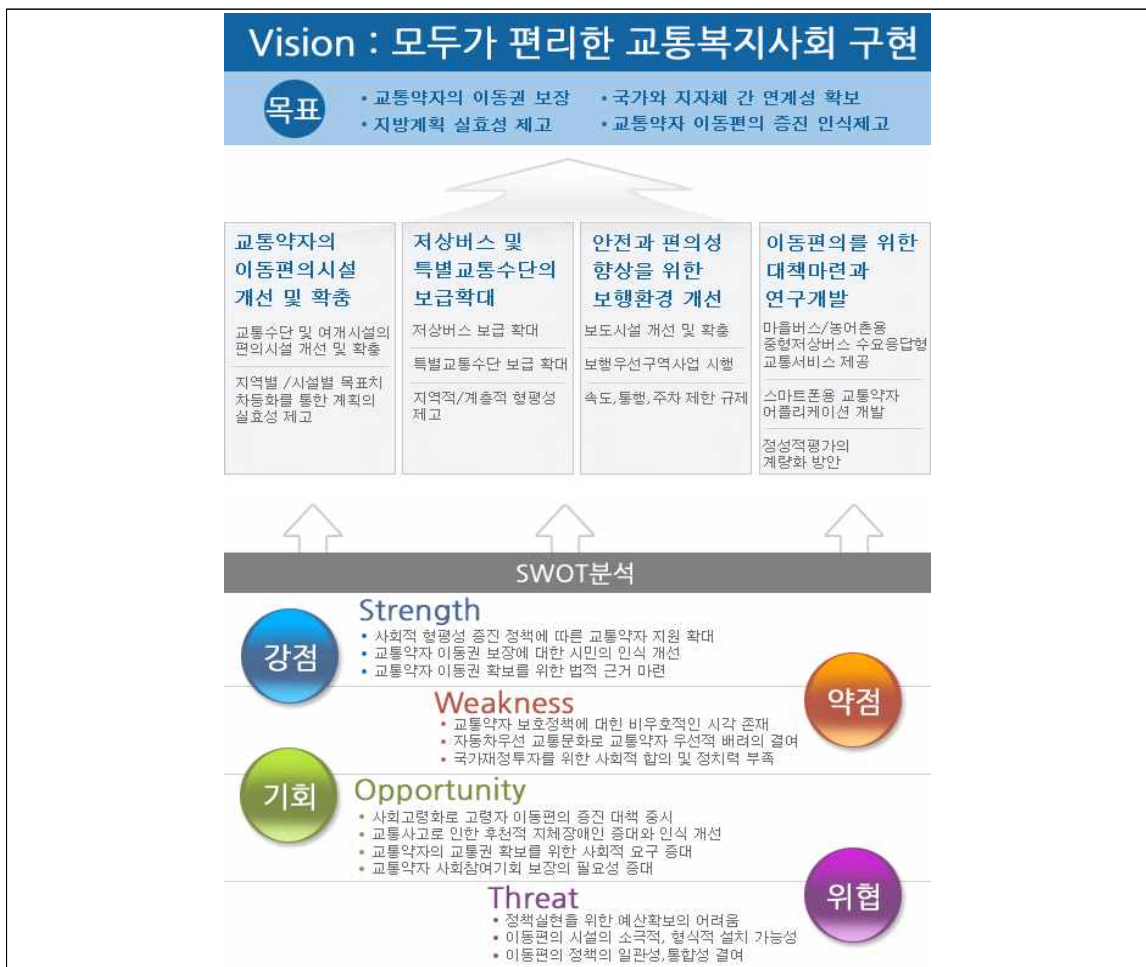 Vision : 모두가 편리한 교통복지사회 구현
목표
• 교통약자의 이동권 보장
• 국가와 지자체 간 연계성 확보
• 지방계획 실효성 제고
• 교통약자 이동편의 증진 인식제고
교통약자의
이동편의시설
개선 및 확충
교통수단 및 여개시설의
편의시설 개선 및 확충
지역별 /시설별 목표치
차등화를 통한 계획의
실효성 제고
저상버스 및
특별교통수단의
보급확대
저상버스 보급 확대
특별교통수단 보급 확대
지역적/계층적 형평성
제고
안전과 편의성
향상을 위한
보행환경 개선
보도시설 개선 및 확충
보행우선구역사업 시행
속도,통행,주차 제한 규제
이동편의를 위한
대책마련과
연구개발
마을버스/농어촌용
중형저상버스 수요응답형
교통서비스 제공
스마트폰용 교통약자
어플리케이션 개발
정성적평가의
계량화 방안
SWOT분석
강점
Strength
• 사회적 형평성 증진 정책에 따른 교통약자 지원 확대
• 교통약자 이동권 보장에 대한 시민의 인식 개선
• 교통약자 이동권 확보를 위한 법적 근거 마련
약점
Weakness
• 교통약자 보호정책에 대힌 비우호적인 시각 존재
• 자동차우선 교통문화로 교통약자 우선적 배려의 결여
• 국가재정투자를 위한 사회적 합의 및 정치력 부족
기회
Opportunity
• 사회고령화로 고령자 이동편의 증진 대책 중시
• 교통사고로 인한 후천적 지체장애인 증대와 인식 개선
• 교통약자의 교통권 확보를 위한 사회적 요구 증대
• 교통약자 사회참여기회 보장의 필요성 증대
위협
Threat
• 정책실현를 위한 예산확보의 어려움
• 이동편의 시설의 소극적, 형식적 설치 가능성
• 이동편의 정책의 일관성,통합성 결여